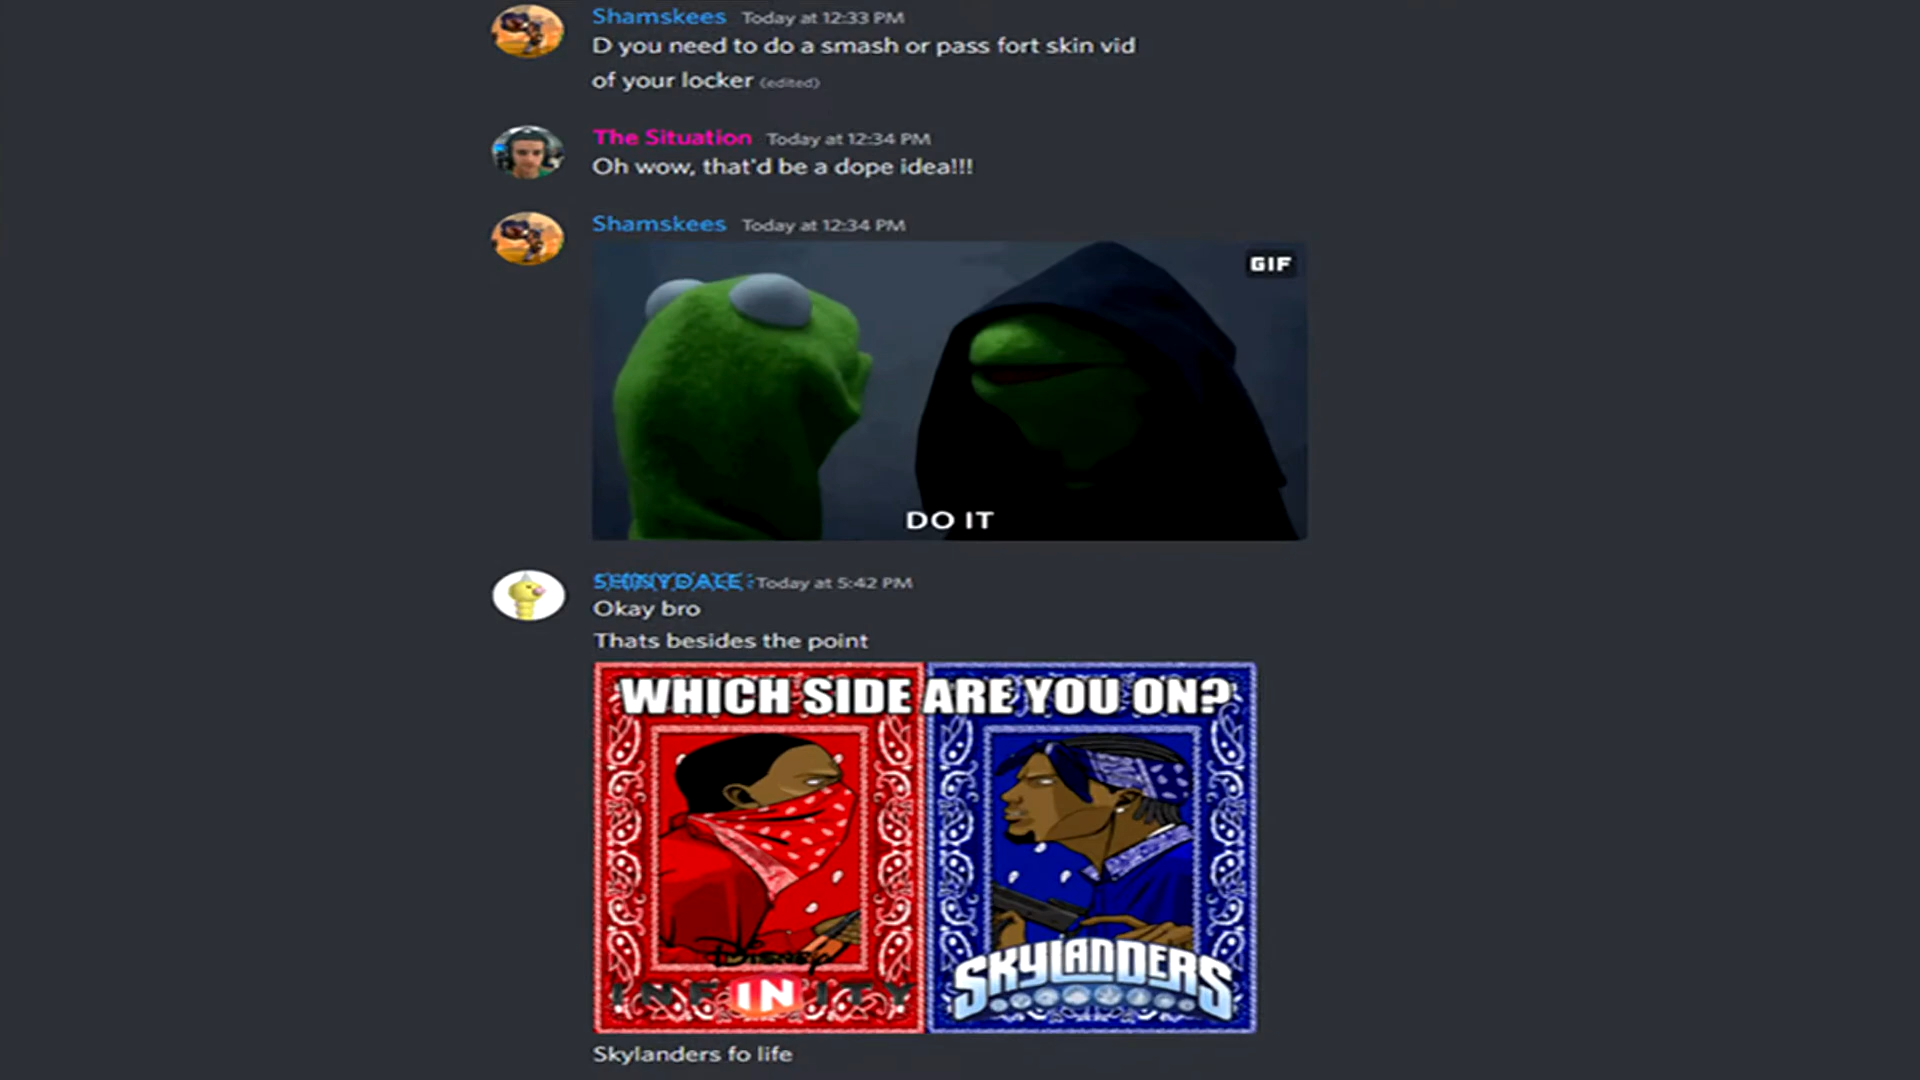 Shamskees Today at 12:33 PM
D you need to do a smash or pass fort skin vid
of your locker (edited)
The Situation Today at 12:34 PM
Oh wow, that'd be a dope idea!!!
Shamskees Today at 12:34 PM
GIF
DO IT
Today at 5:42 PM
Okay bro
Thats besides the point
WHICH SIDE ARE YOU ON?
Disney
INFINITY
SKYLANDERS
Skylanders fo life